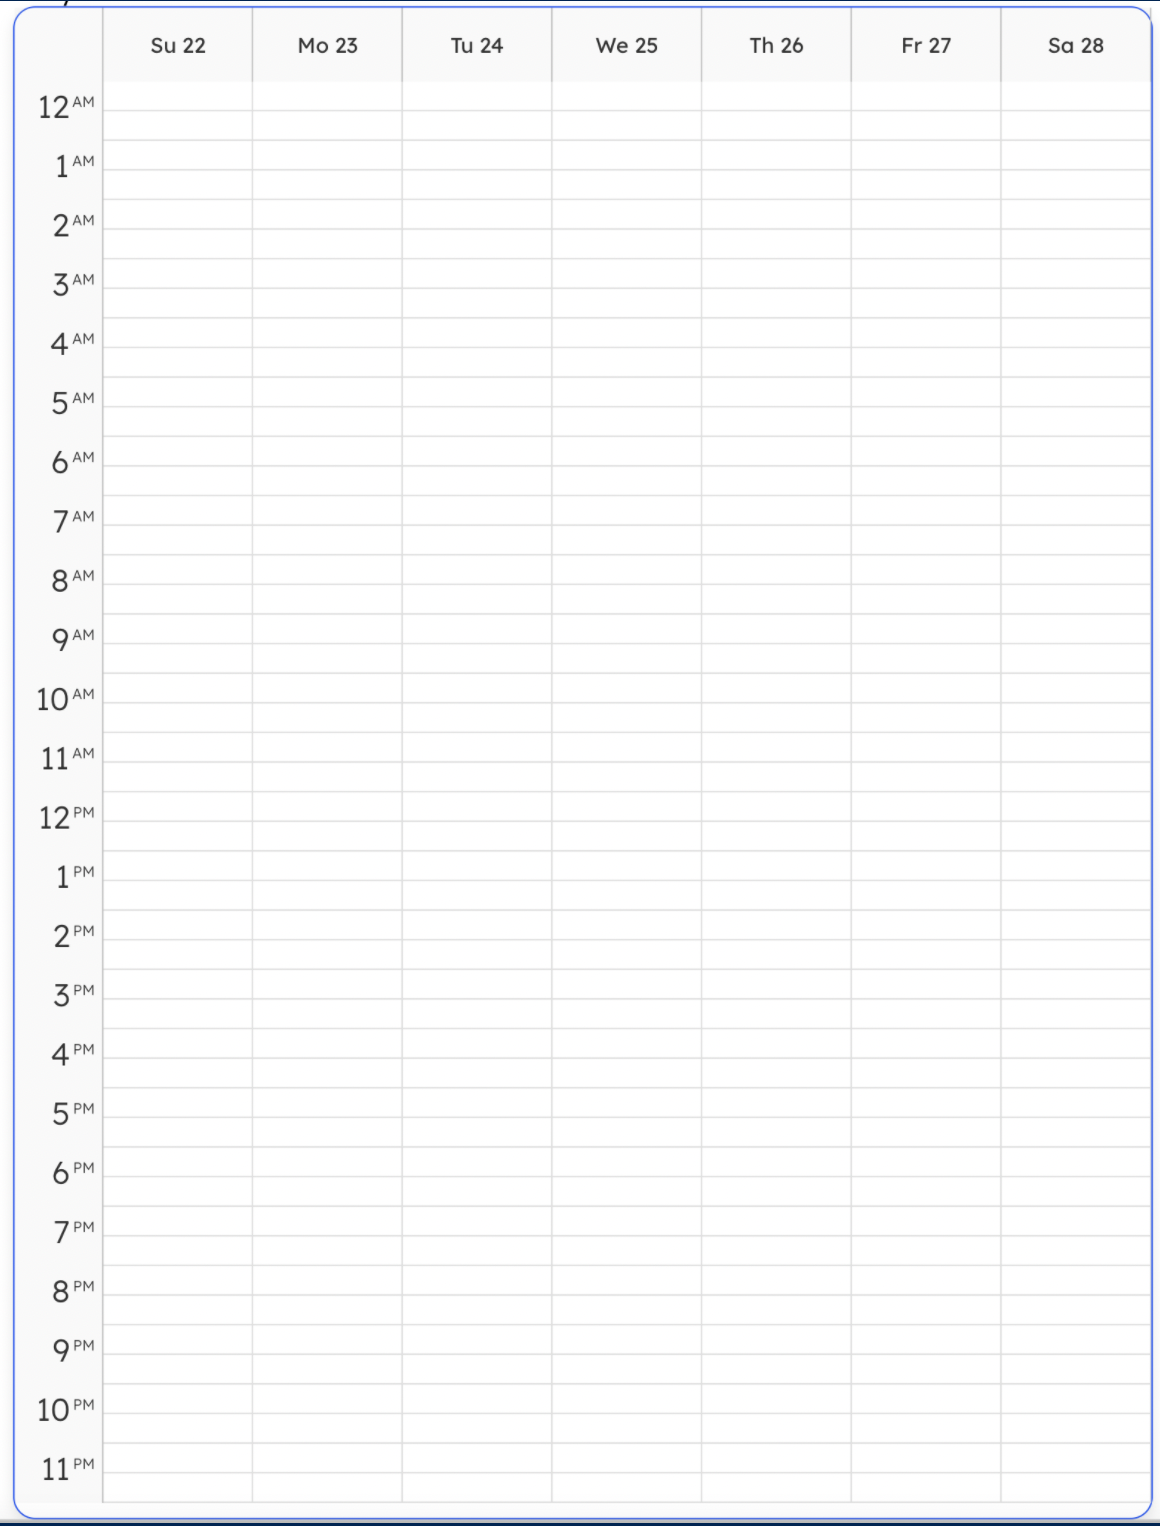 Su 22 Mo 23 Tu 24 We 25 Th 26 Fr 27 Sa 28
12 AM
1 AM
2 AM
3 AM
4 AM
5 AM
6 AM
7 AM
8 AM
9 AM
10 AM
11 AM
12 PM
1 PM
2 PM
3 PM
4 PM
5 PM
6 PM
7 PM
8 PM
9 PM
10 PM
11 PM